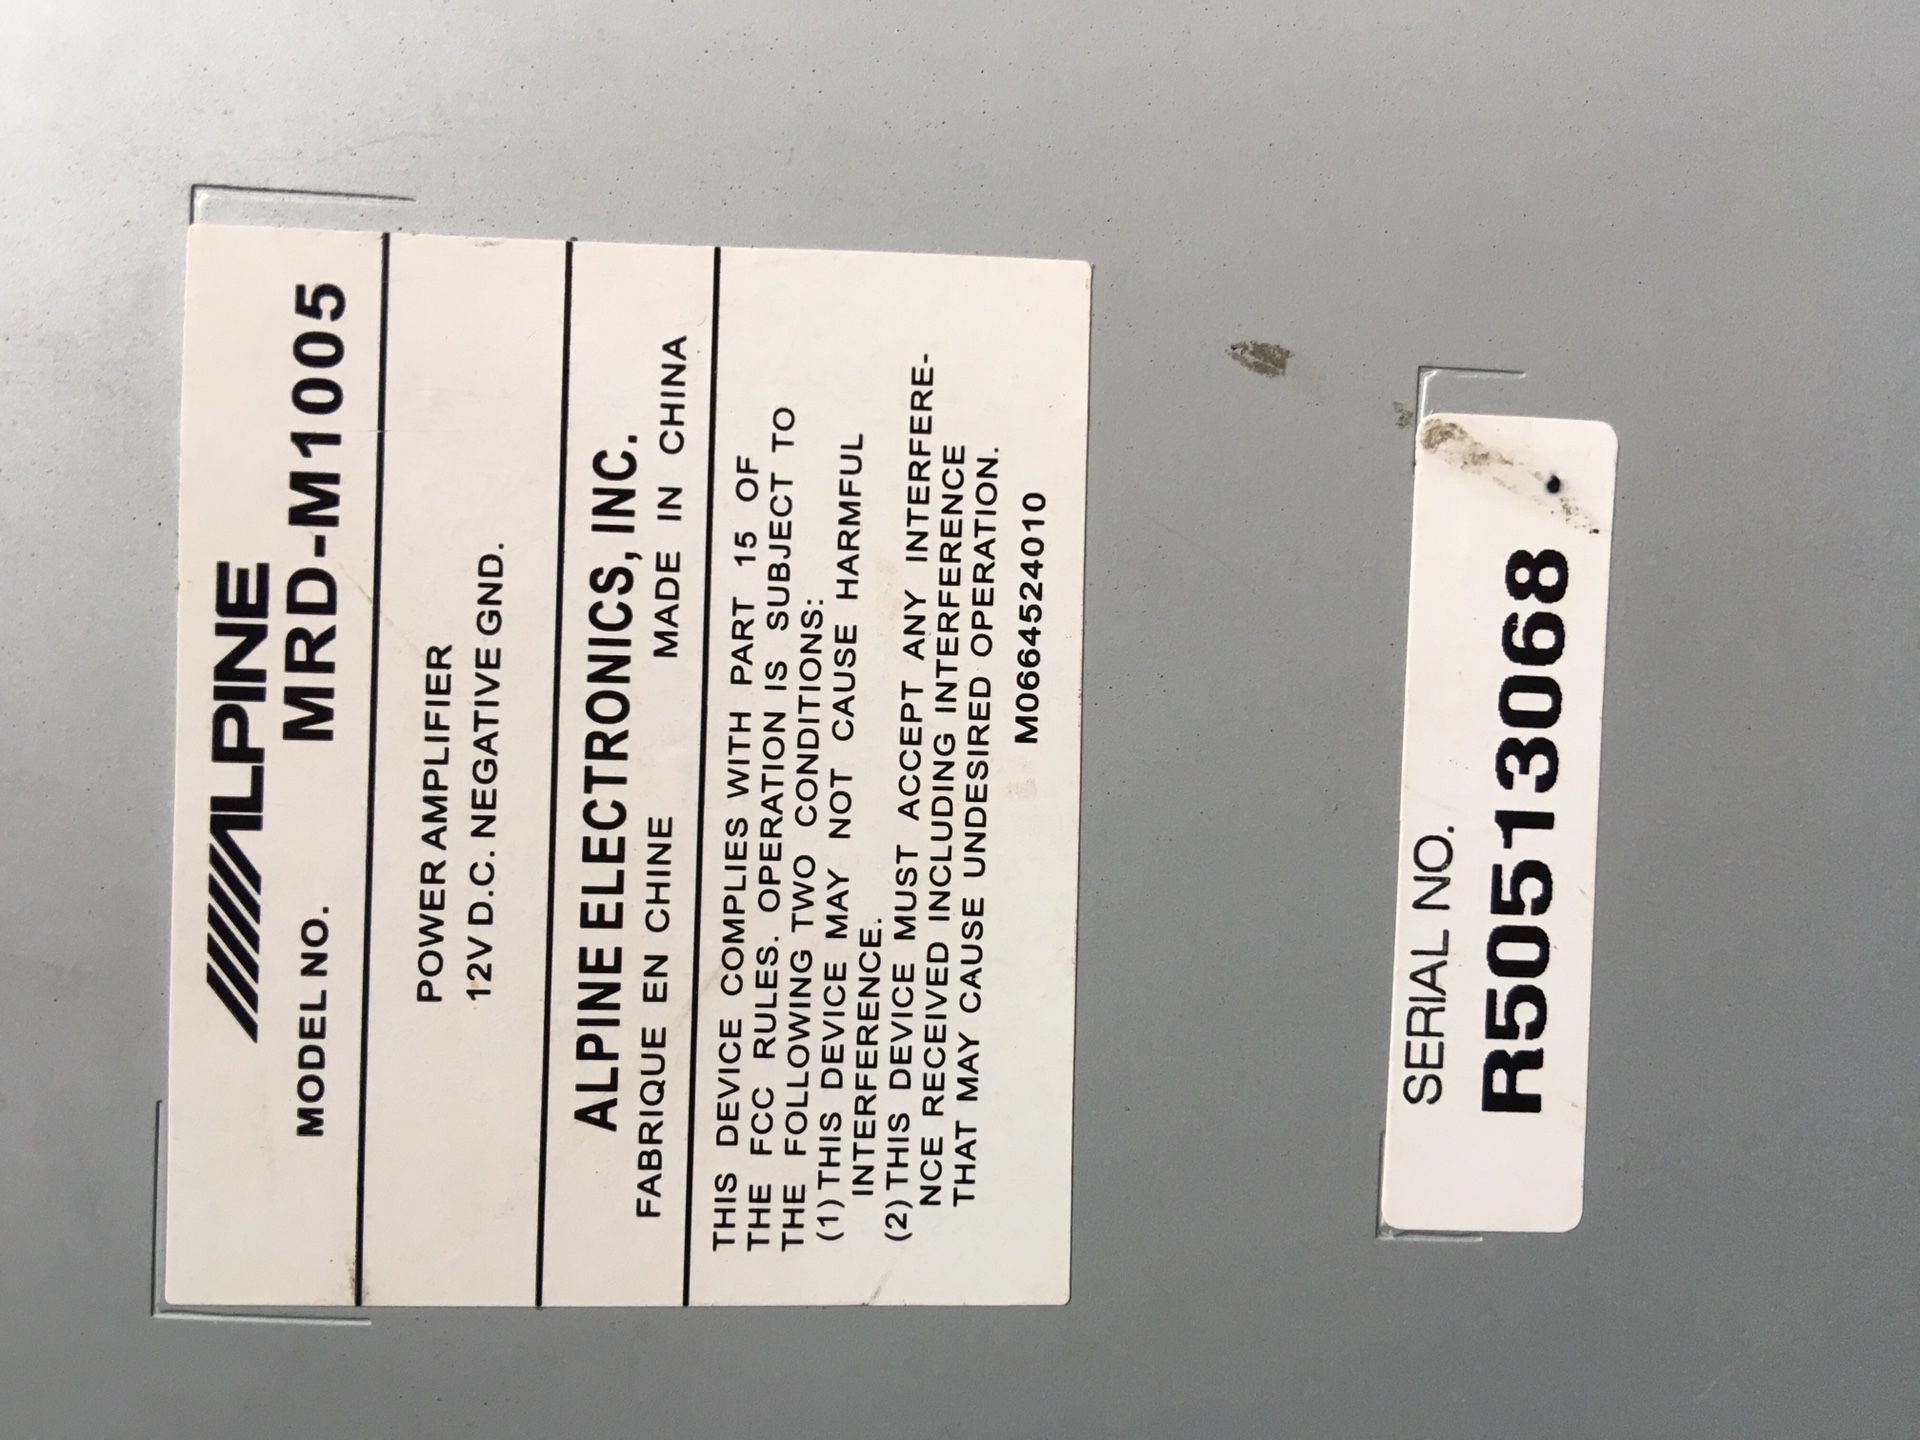 ALPINE
MODEL NO. MRD-M1005
POWER AMPLIFIER
12V D.C. NEGATIVE GND.
ALPINE ELECTRONICS, INC.
FABRIQUE EN CHINE MADE IN CHINA
THIS DEVICE COMPLIES WITH PART 15 OF
THE FCC RULES. OPERATION IS SUBJECT TO
THE FOLLOWING TWO CONDITIONS:
(1) THIS DEVICE MAY NOT CAUSE HARMFUL
INTERFERENCE.
(2) THIS DEVICE MUST ACCEPT ANY INTERFERE-
NCE RECEIVED INCLUDING INTERFERENCE
THAT MAY CAUSE UNDESIRED OPERATION.
M0664524010
SERIAL NO.
R50513068